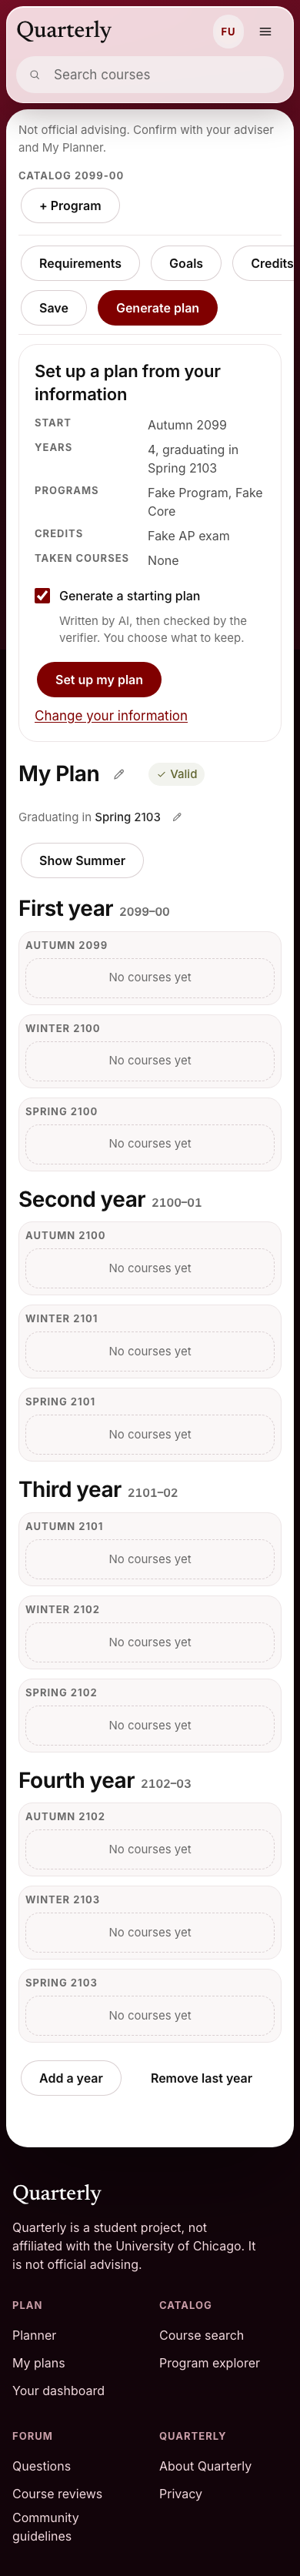 Quarterly
FU
Search courses
Not official advising. Confirm with your adviser
and My Planner.
CATALOG 2099-00
+ Program
Requirements
Goals
Credits
Save
Generate plan
Set up a plan from your
information
START
Autumn 2099
YEARS
4, graduating in
Spring 2103
PROGRAMS
Fake Program, Fake
Core
CREDITS
Fake AP exam
TAKEN COURSES
None
Generate a starting plan
Written by AI, then checked by the
verifier. You choose what to keep.
Set up my plan
Change your information
My Plan
Valid
Graduating in Spring 2103
Show Summer
First year 2099–00
AUTUMN 2099
No courses yet
WINTER 2100
No courses yet
SPRING 2100
No courses yet
Second year 2100–01
AUTUMN 2100
No courses yet
WINTER 2101
No courses yet
SPRING 2101
No courses yet
Third year 2101–02
AUTUMN 2101
No courses yet
WINTER 2102
No courses yet
SPRING 2102
No courses yet
Fourth year 2102–03
AUTUMN 2102
No courses yet
WINTER 2103
No courses yet
SPRING 2103
No courses yet
Add a year
Remove last year
Quarterly
Quarterly is a student project, not
affiliated with the University of Chicago. It
is not official advising.
PLAN
Planner
My plans
Your dashboard
CATALOG
Course search
Program explorer
FORUM
Questions
Course reviews
Community
guidelines
QUARTERLY
About Quarterly
Privacy